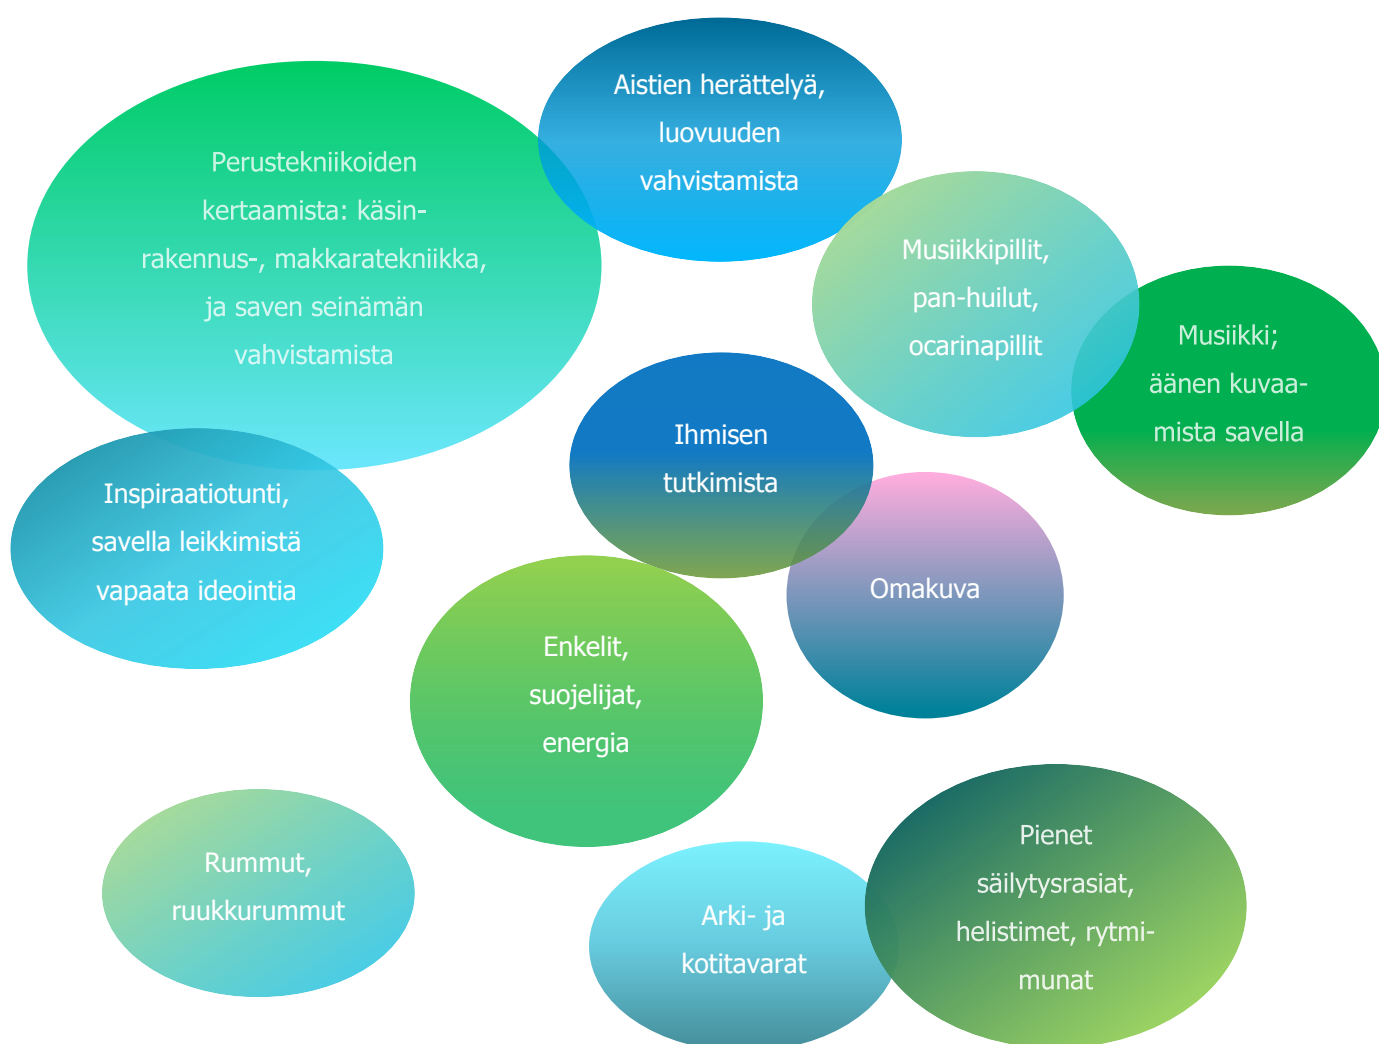 Aistien herättelyä,
luovuuden
vahvistamista
Perustekniikoiden
kertaamista: käsin-
rakennus-, makkaratekniikka,
ja saven seinämän
vahvistamista
Musiikkipillit,
pan-huilut,
ocarinapillit
Musiikki;
äänen kuvaa-
mista savella
Ihmisen
tutkimista
Inspiraatiotunti,
savella leikkimistä
vapaata ideointia
Omakuva
Enkelit,
suojelijat,
energia
Rummut,
ruukkurummut
Arki- ja
kotitavarat
Pienet
säilytysrasiat,
helistimet, rytmi-
munat